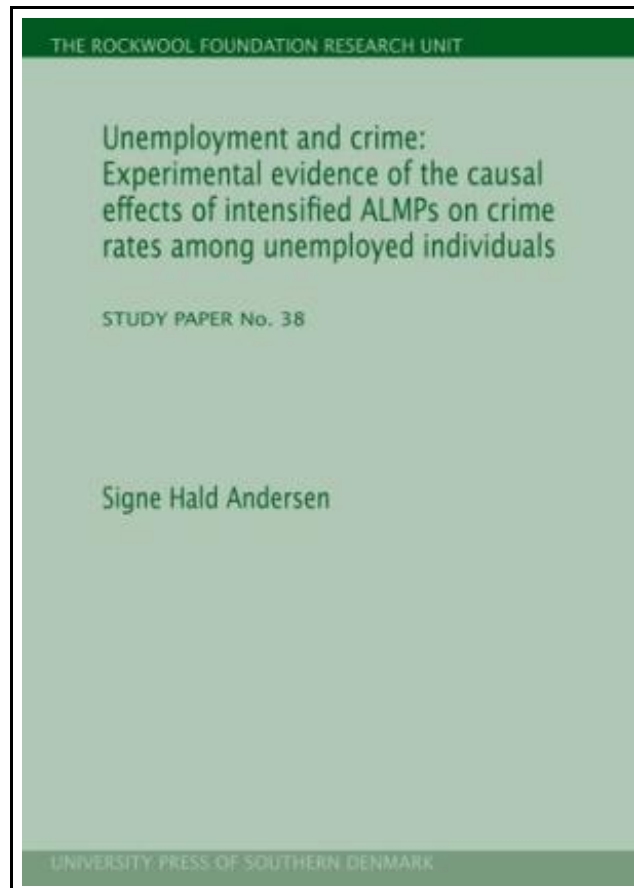 THE ROCKWOOL FOUNDATION RESEARCH UNIT
Unemployment and crime:
Experimental evidence of the causal
effects of intensified ALMPs on crime
rates among unemployed individuals
STUDY PAPER No. 38
Signe Hald Andersen
UNIVERSITY PRESS OF SOUTHERN DENMARK